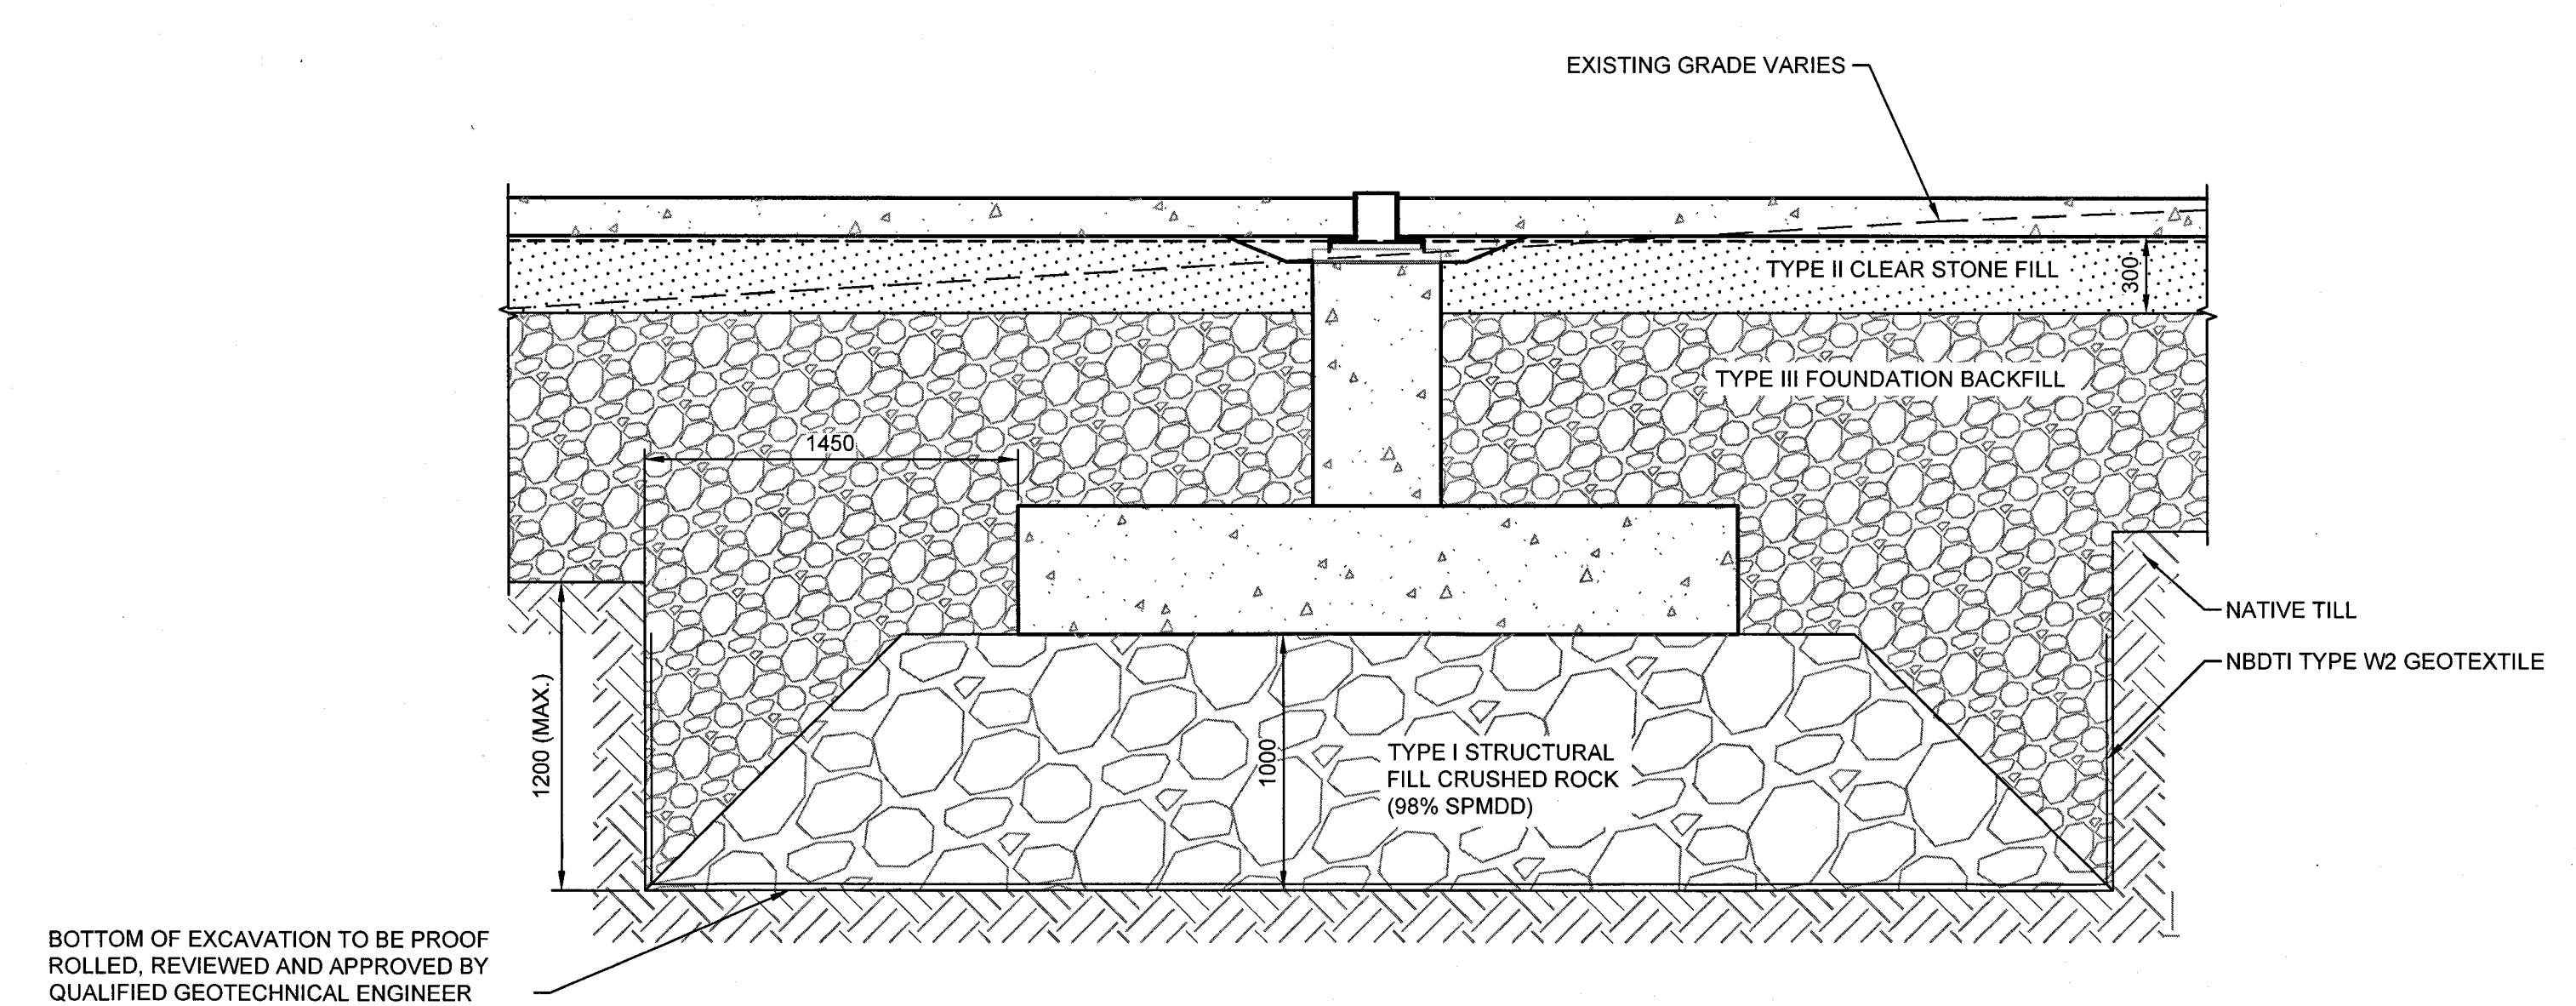 EXISTING GRADE VARIES
TYPE II CLEAR STONE FILL
300
TYPE III FOUNDATION BACKFILL
1450
NATIVE TILL
NBDTI TYPE W2 GEOTEXTILE
1200 (MAX.)
1000
TYPE I STRUCTURAL
FILL CRUSHED ROCK
(98% SPMDD)
BOTTOM OF EXCAVATION TO BE PROOF
ROLLED, REVIEWED AND APPROVED BY
QUALIFIED GEOTECHNICAL ENGINEER